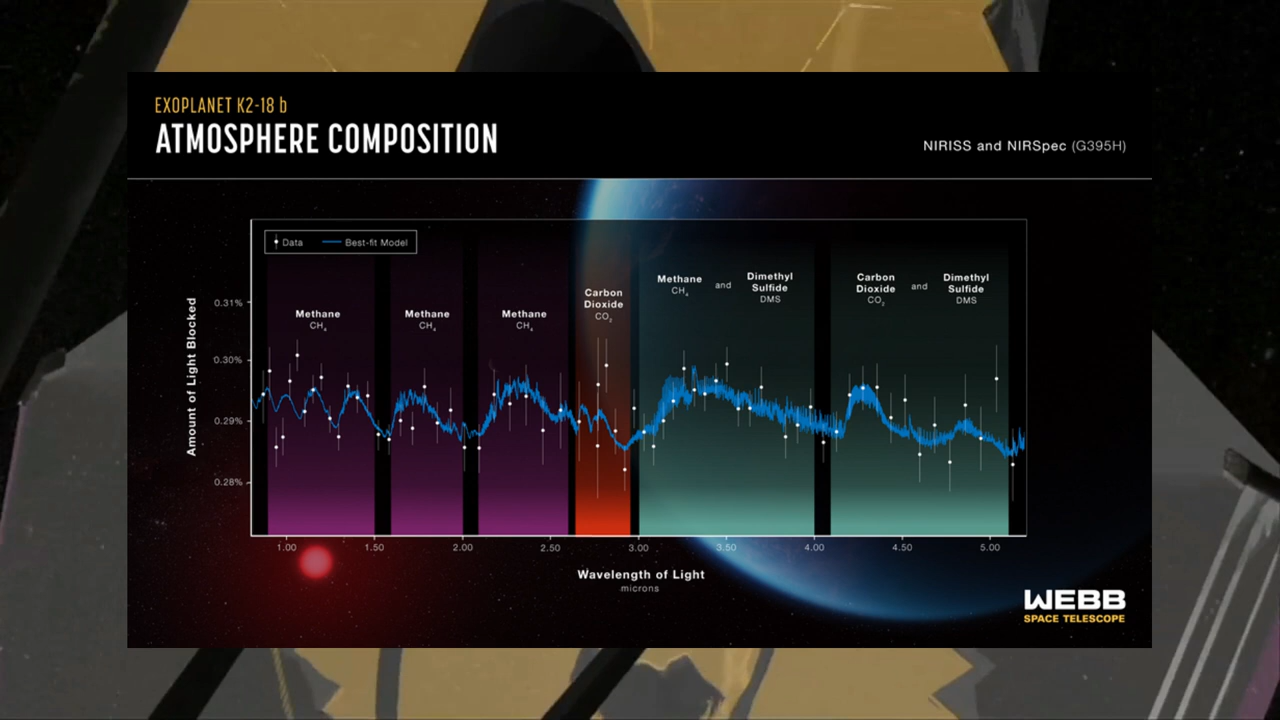 EXOPLANET K2-18 b
ATMOSPHERE COMPOSITION
NIRISS and NIRSpec (G395H)
Data
Best-fit Model
Amount of Light Blocked
0.31%
0.30%
0.29%
0.28%
Methane
CH₄
Methane
CH₄
Methane
CH₄
Carbon
Dioxide
CO₂
Methane
CH₄
and
Dimethyl
Sulfide
DMS
Carbon
Dioxide
CO₂
and
Dimethyl
Sulfide
DMS
1.00 1.50 2.00 2.50 3.00 3.50 4.00 4.50 5.00
Wavelength of Light
microns
WEBB
SPACE TELESCOPE